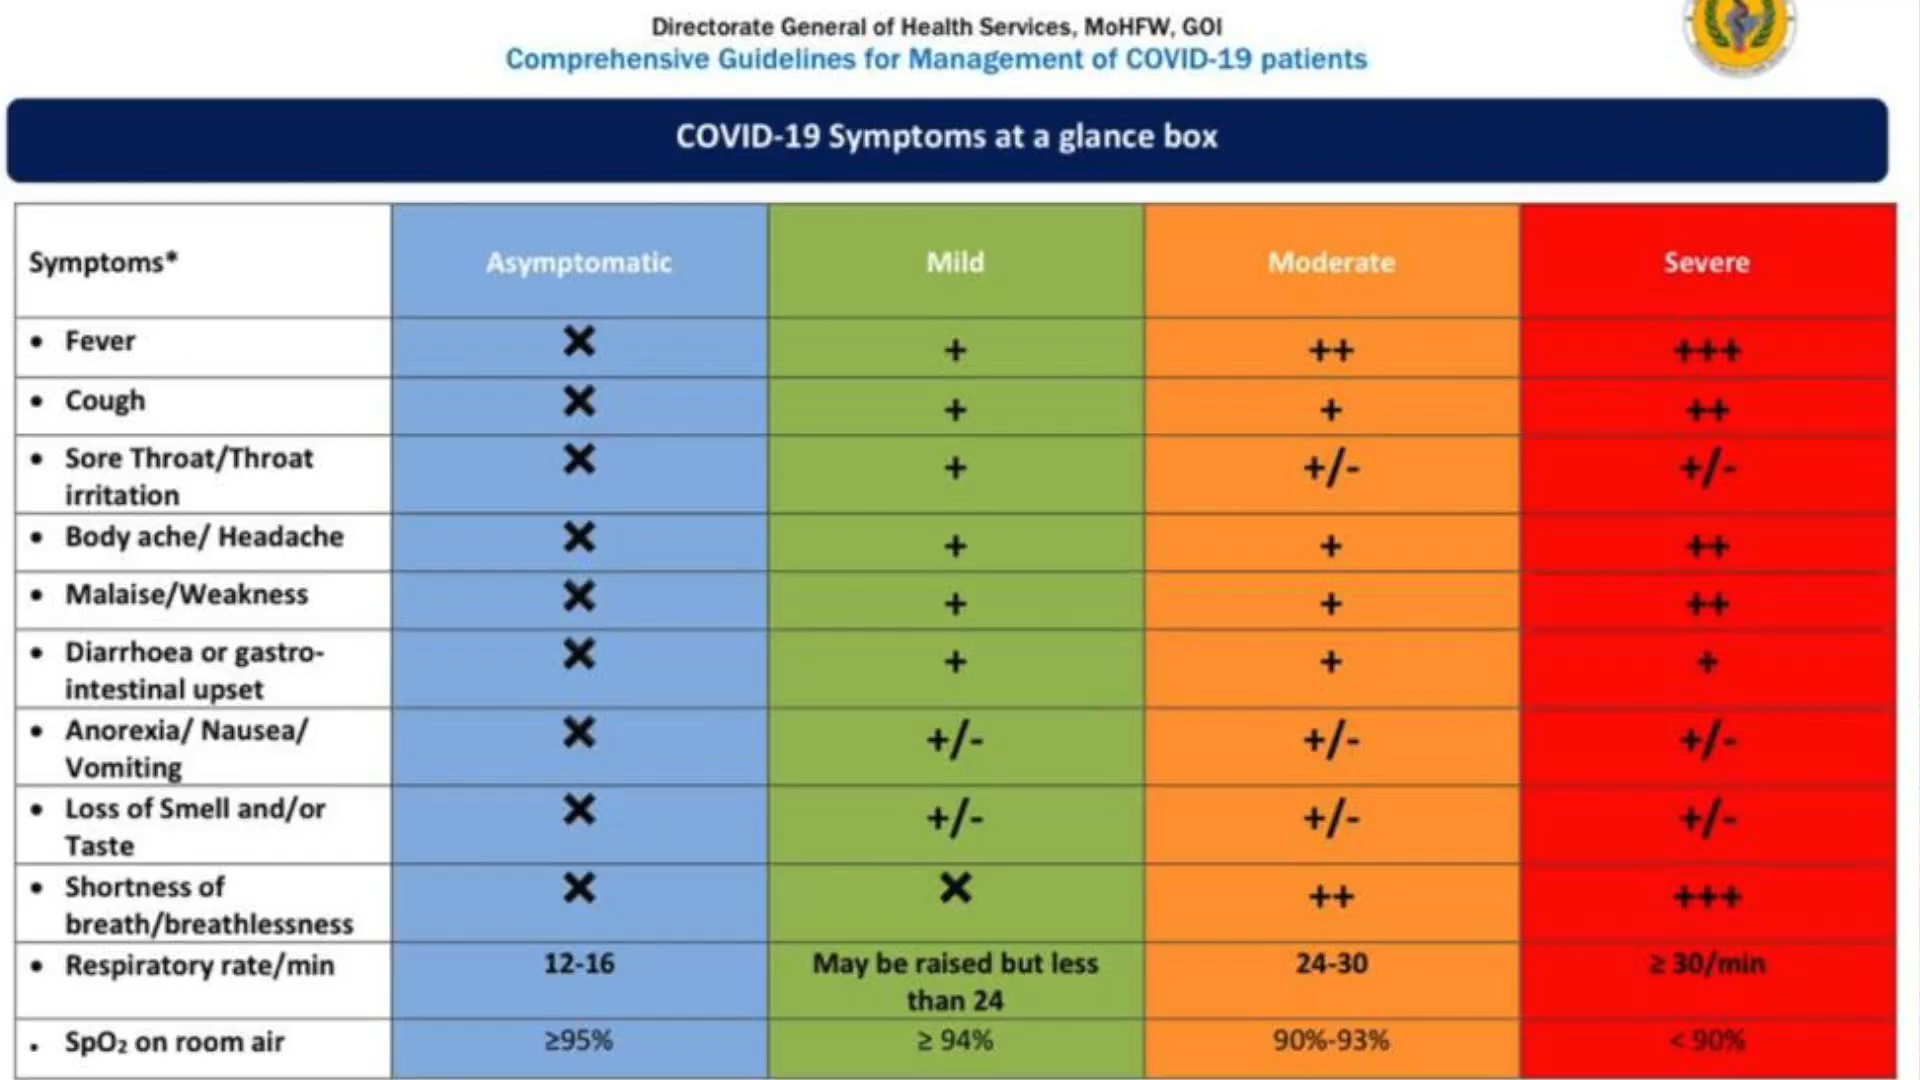 Directorate General of Health Services, MoHFW, GOI
Comprehensive Guidelines for Management of COVID-19 patients
COVID-19 Symptoms at a glance box
Symptoms* Asymptomatic Mild Moderate Severe
• Fever ✕ + ++ +++
• Cough ✕ + + ++
• Sore Throat/Throat irritation ✕ + +/- +/-
• Body ache/ Headache ✕ + + ++
• Malaise/Weakness ✕ + + ++
• Diarrhoea or gastro-intestinal upset ✕ + + +
• Anorexia/ Nausea/ Vomiting ✕ +/- +/- +/-
• Loss of Smell and/or Taste ✕ +/- +/- +/-
• Shortness of breath/breathlessness ✕ ✕ ++ +++
• Respiratory rate/min 12-16 May be raised but less than 24 24-30 ≥ 30/min
. SpO₂ on room air ≥95% ≥ 94% 90%-93% < 90%